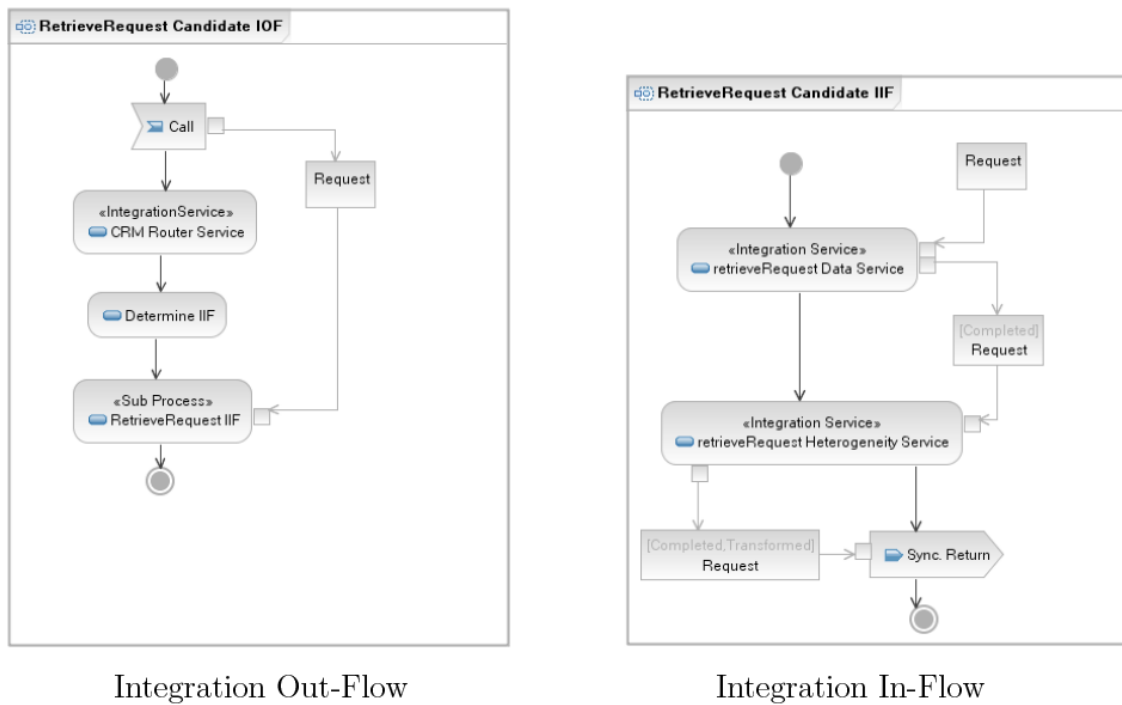 RetrieveRequest Candidate IOF
Call
Request
«IntegrationService»
CRM Router Service
Determine IIF
«Sub Process»
RetrieveRequest IIF
Integration Out-Flow
RetrieveRequest Candidate IIF
Request
«Integration Service»
retrieveRequest Data Service
[Completed]
Request
«Integration Service»
retrieveRequest Heterogeneity Service
[Completed,Transformed]
Request
Sync. Return
Integration In-Flow